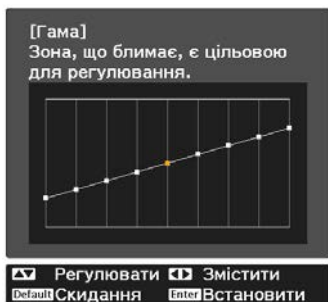 [Гама]
Зона, що блимає, є цільовою
для регулювання.
Регулювати Змістити
Default Скидання Enter Встановити